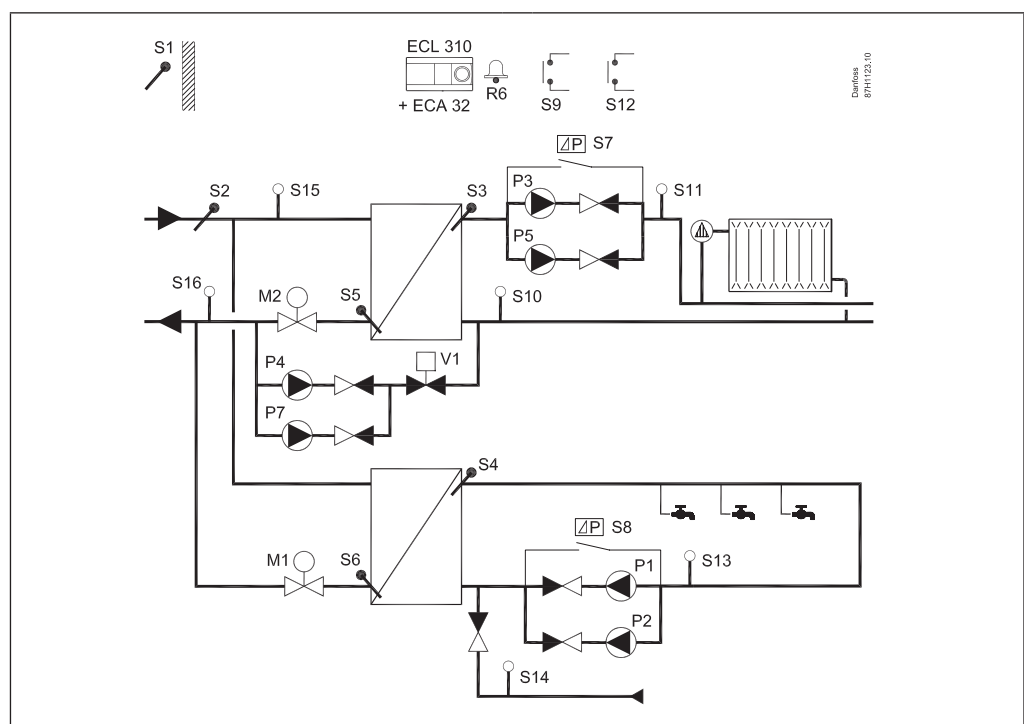 S1
ECL 310
+ ECA 32
R6
S9
S12
Danfoss
87H1123.10
⊿P S7
S2
S15
S3
P3
S11
P5
S16
M2
S5
S10
P4
V1
P7
S4
⊿P S8
M1
S6
P1
S13
P2
S14